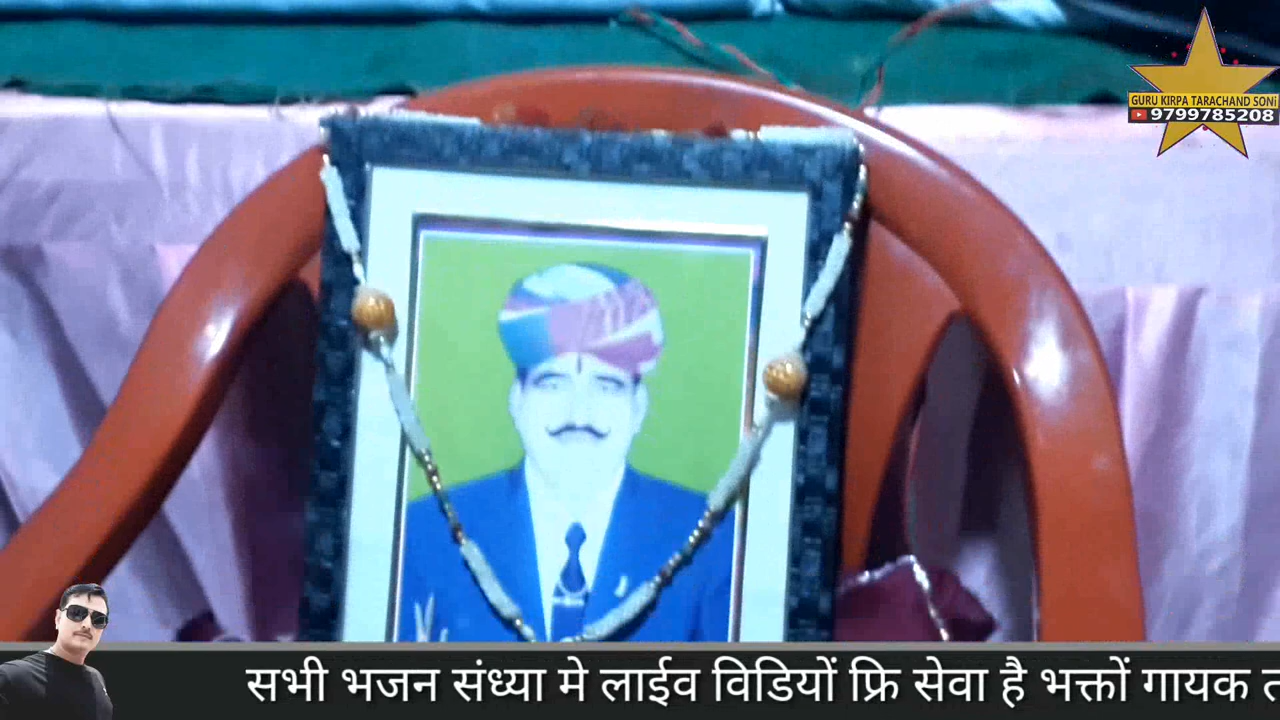 GURU KIRPA TARACHAND SONI
9799785208
सभी भजन संध्या मे लाईव विडियों फ्रि सेवा है भक्तों गायक